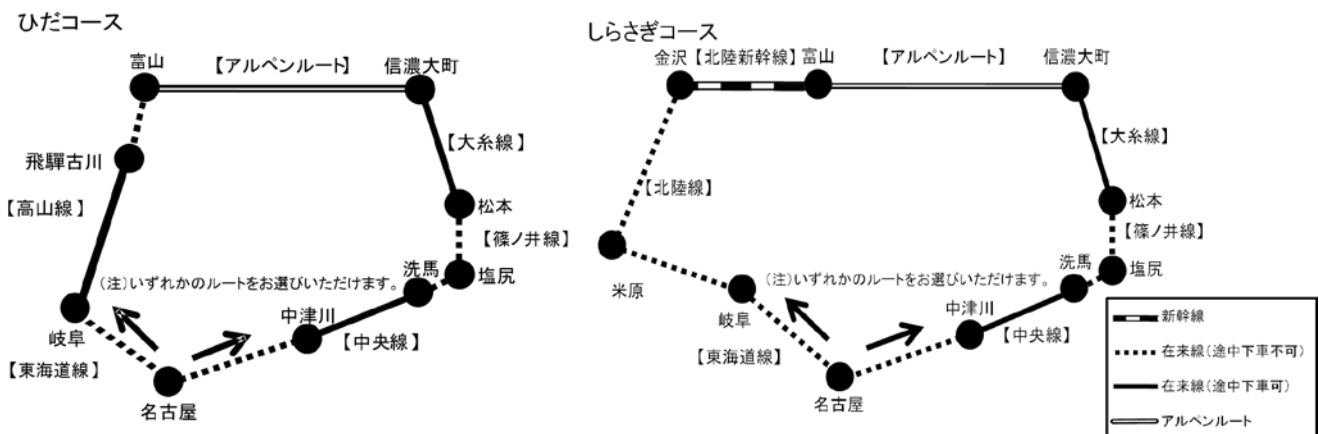 ひだコース
富山
【アルペンルート】
信濃大町
【大糸線】
飛驒古川
【高山線】
松本
【篠ノ井線】
洗馬
塩尻
(注)いずれかのルートをお選びいただけます。
中津川
【中央線】
岐阜
【東海道線】
名古屋
しらさぎコース
金沢
【北陸新幹線】
富山
【アルペンルート】
信濃大町
【大糸線】
【北陸線】
松本
【篠ノ井線】
洗馬
塩尻
(注)いずれかのルートをお選びいただけます。
米原
岐阜
中津川
【中央線】
【東海道線】
名古屋
新幹線
在来線(途中下車不可)
在来線(途中下車可)
アルペンルート